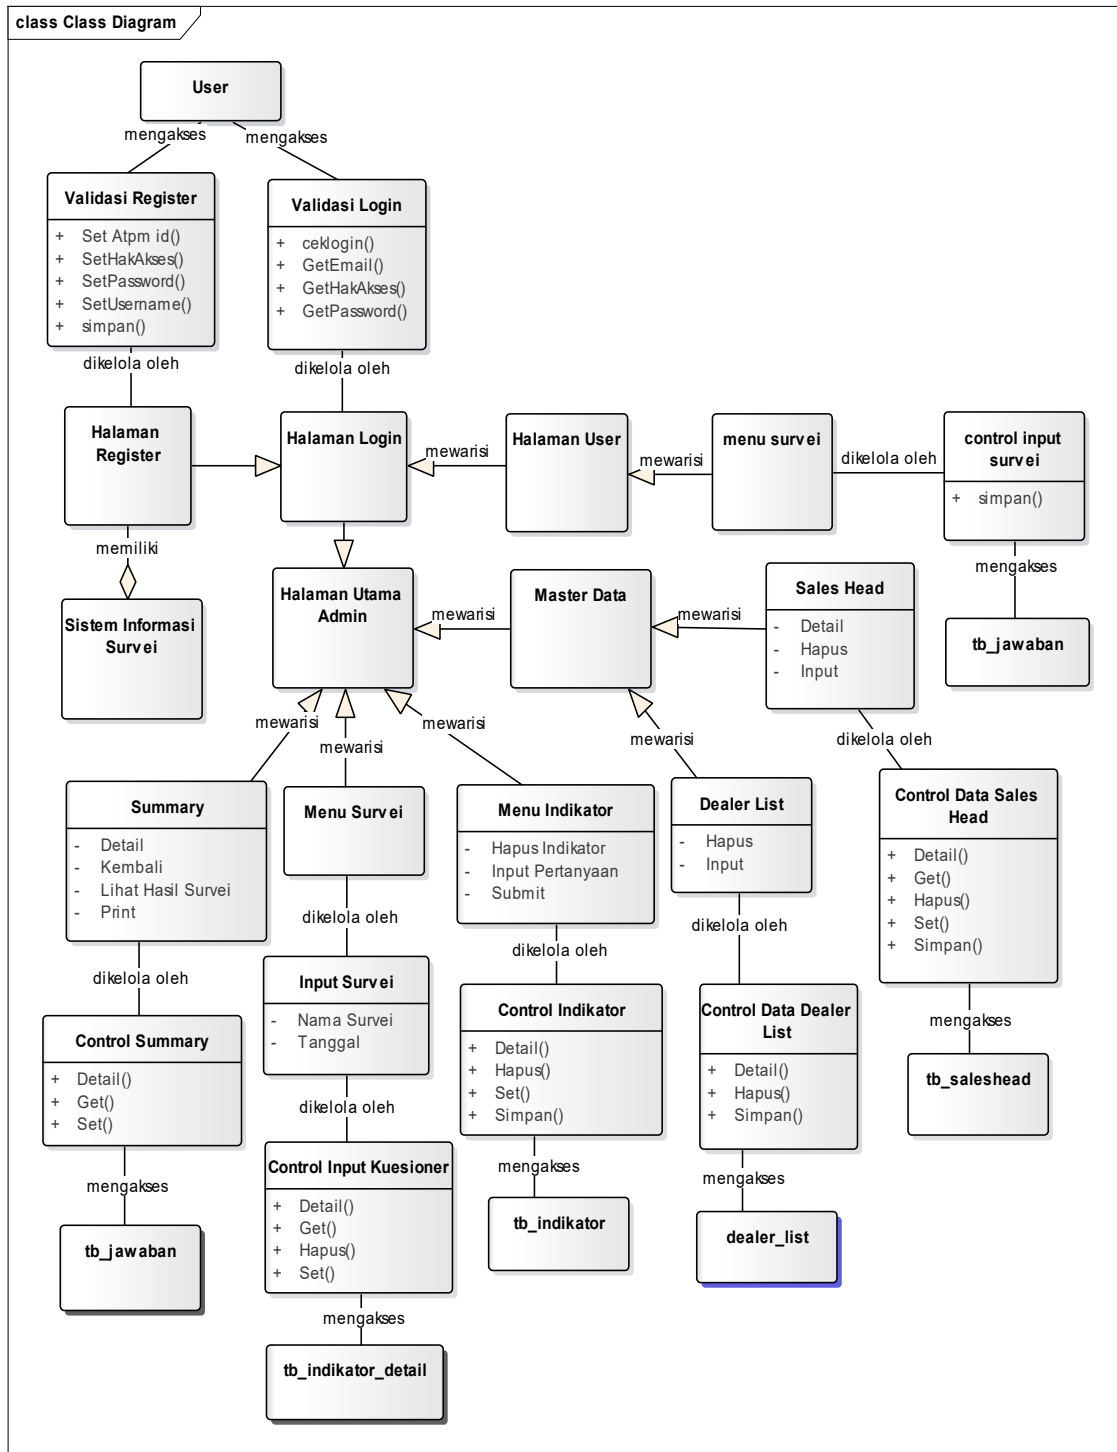 class Class Diagram
User
mengakses
mengakses
Validasi Register
+ Set Atpm id()
+ SetHakAkses()
+ SetPassword()
+ SetUsername()
+ simpan()
Validasi Login
+ ceklogin()
+ GetEmail()
+ GetHakAkses()
+ GetPassword()
dikelola oleh
dikelola oleh
Halaman
Register
Halaman Login
mewarisi
Halaman User
mewarisi
menu survei
dikelola oleh
control input
survei
+ simpan()
memiliki
mengakses
Sistem Informasi
Survei
Halaman Utama
Admin
mewarisi
Master Data
mewarisi
Sales Head
- Detail
- Hapus
- Input
tb_jawaban
mewarisi
mewarisi
mewarisi
mewarisi
dikelola oleh
Summary
- Detail
- Kembali
- Lihat Hasil Survei
- Print
Menu Survei
Menu Indikator
- Hapus Indikator
- Input Pertanyaan
- Submit
Dealer List
- Hapus
- Input
Control Data Sales
Head
+ Detail()
+ Get()
+ Hapus()
+ Set()
+ Simpan()
dikelola oleh
dikelola oleh
dikelola oleh
dikelola oleh
Control Summary
+ Detail()
+ Get()
+ Set()
Input Survei
- Nama Survei
- Tanggal
Control Indikator
+ Detail()
+ Hapus()
+ Set()
+ Simpan()
Control Data Dealer
List
+ Detail()
+ Hapus()
+ Simpan()
mengakses
tb_saleshead
dikelola oleh
mengakses
Control Input Kuesioner
+ Detail()
+ Get()
+ Hapus()
+ Set()
mengakses
mengakses
tb_jawaban
tb_indikator
dealer_list
mengakses
tb_indikator_detail